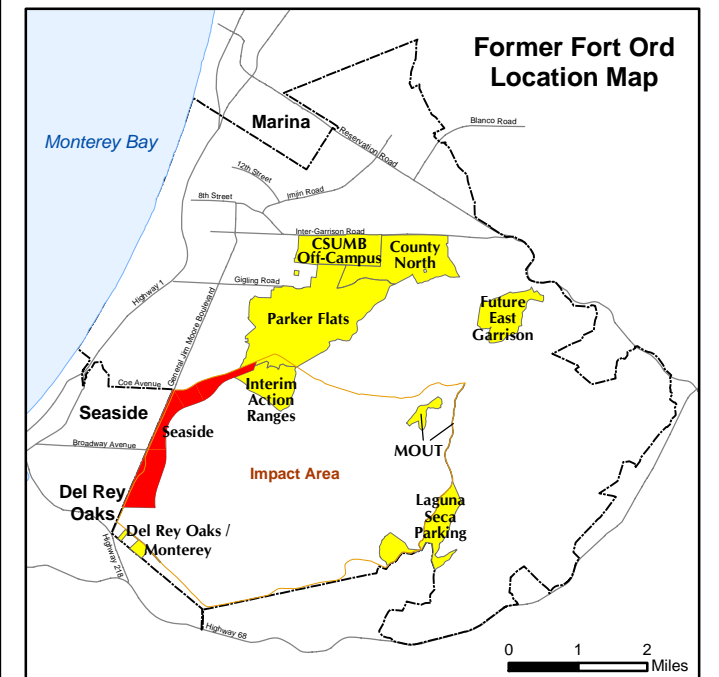 Former Fort Ord
Location Map
Monterey Bay
Marina
Blanco Road
Reservation Road
12th Street
Imjin Road
8th Street
Inter-Garrison Road
CSUMB
Off-Campus
County
North
Gigling Road
Highway 1
General Jim Moore Boulevard
Parker Flats
Future
East
Garrison
Coe Avenue
Interim
Action
Ranges
Seaside
Seaside
Broadway Avenue
MOUT
Impact Area
Del Rey
Oaks
Laguna
Seca
Parking
Del Rey Oaks /
Monterey
Highway 218
Highway 68
0 1 2
Miles